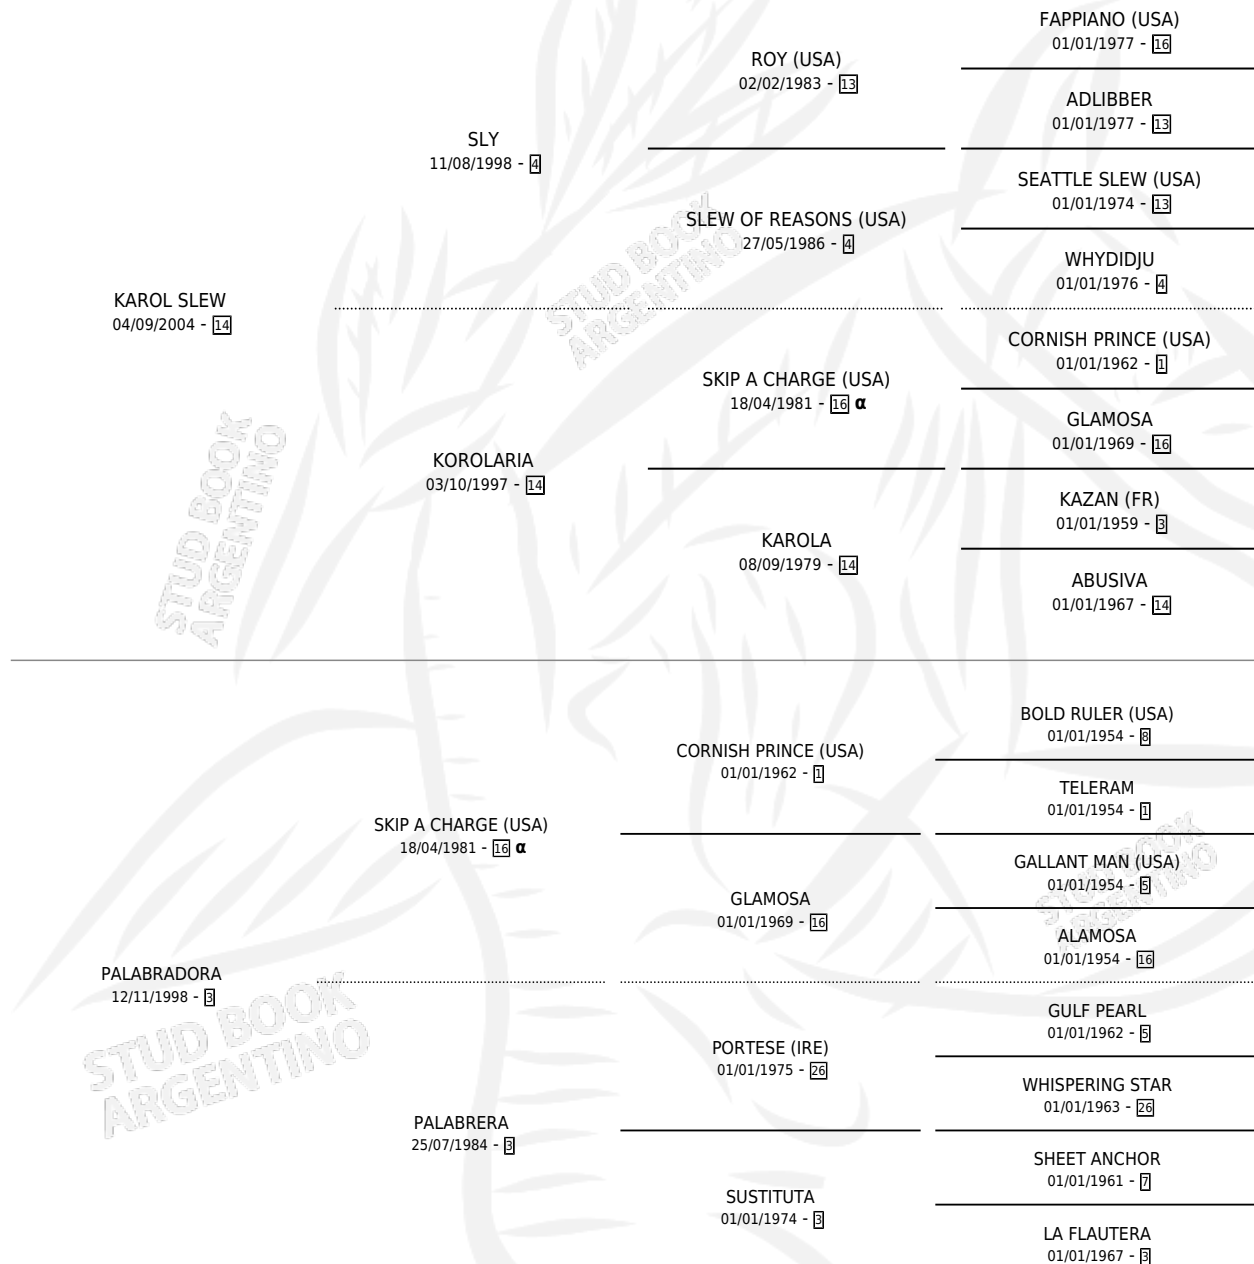 FAPPIANO (USA)
01/01/1977 - 16
ROY (USA)
02/02/1983 - 13
ADLIBBER
01/01/1977 - 13
SLY
11/08/1998 - 4
SEATTLE SLEW (USA)
01/01/1974 - 13
SLEW OF REASONS (USA)
27/05/1986 - 4
WHYDIDJU
01/01/1976 - 4
KAROL SLEW
04/09/2004 - 14
CORNISH PRINCE (USA)
01/01/1962 - 1
SKIP A CHARGE (USA)
18/04/1981 - 16 α
GLAMOSA
01/01/1969 - 16
KOROLARIA
03/10/1997 - 14
KAZAN (FR)
01/01/1959 - 3
KAROLA
08/09/1979 - 14
ABUSIVA
01/01/1967 - 14
BOLD RULER (USA)
01/01/1954 - 8
CORNISH PRINCE (USA)
01/01/1962 - 1
TELERAM
01/01/1954 - 1
SKIP A CHARGE (USA)
18/04/1981 - 16 α
GALLANT MAN (USA)
01/01/1954 - 5
GLAMOSA
01/01/1969 - 16
ALAMOSA
01/01/1954 - 16
PALABRADORA
12/11/1998 - 3
GULF PEARL
01/01/1962 - 5
PORTESE (IRE)
01/01/1975 - 26
WHISPERING STAR
01/01/1963 - 26
PALABRERA
25/07/1984 - 3
SHEET ANCHOR
01/01/1961 - 7
SUSTITUTA
01/01/1974 - 3
LA FLAUTERA
01/01/1967 - 3
STUD BOOK
ARGENTINO
STUD BOOK
ARGENTINO
STUD BOOK
ARGENTINO
STUD BOOK
ARGENTINO